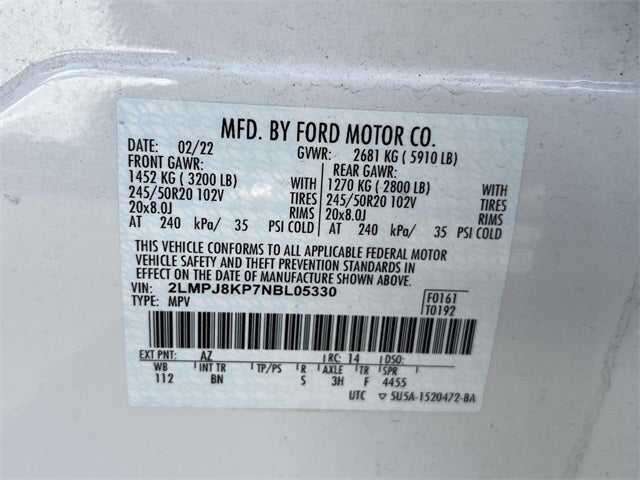 MFD. BY FORD MOTOR CO.
DATE: 02/22 GVWR: 2681 KG ( 5910 LB)
FRONT GAWR: REAR GAWR:
1452 KG ( 3200 LB) WITH 1270 KG ( 2800 LB) WITH
245/50R20 102V TIRES 245/50R20 102V TIRES
20x8.0J RIMS 20x8.0J RIMS
AT 240 kPa/ 35 PSI COLD AT 240 kPa/ 35 PSI COLD
THIS VEHICLE CONFORMS TO ALL APPLICABLE FEDERAL MOTOR
VEHICLE SAFETY AND THEFT PREVENTION STANDARDS IN
EFFECT ON THE DATE OF MANUFACTURE SHOWN ABOVE.
VIN: 2LMPJ8KP7NBL05330 F0161
TYPE: MPV T0192
EXT PNT: AZ RC: 14 DSO:
WB INT TR TP/PS R AXLE TR SPR
112 BN S 3H F 4455
UTC ▽ 5U5A-1520472-BA